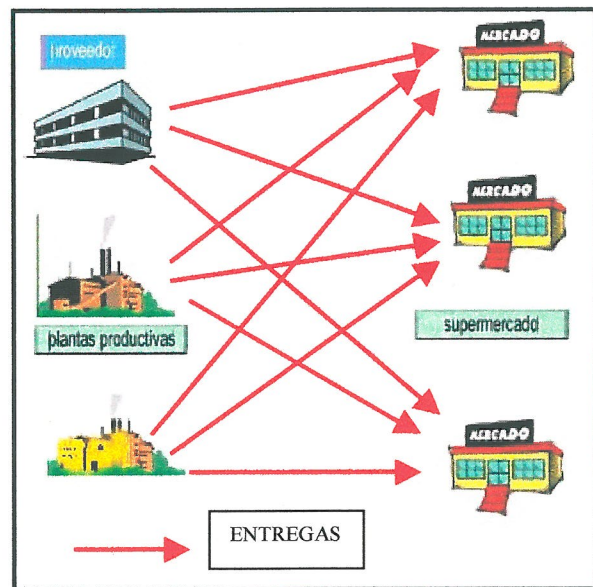 proveedor
MERCADO
MERCADO
plantas productivas
supermercado
MERCADO
ENTREGAS